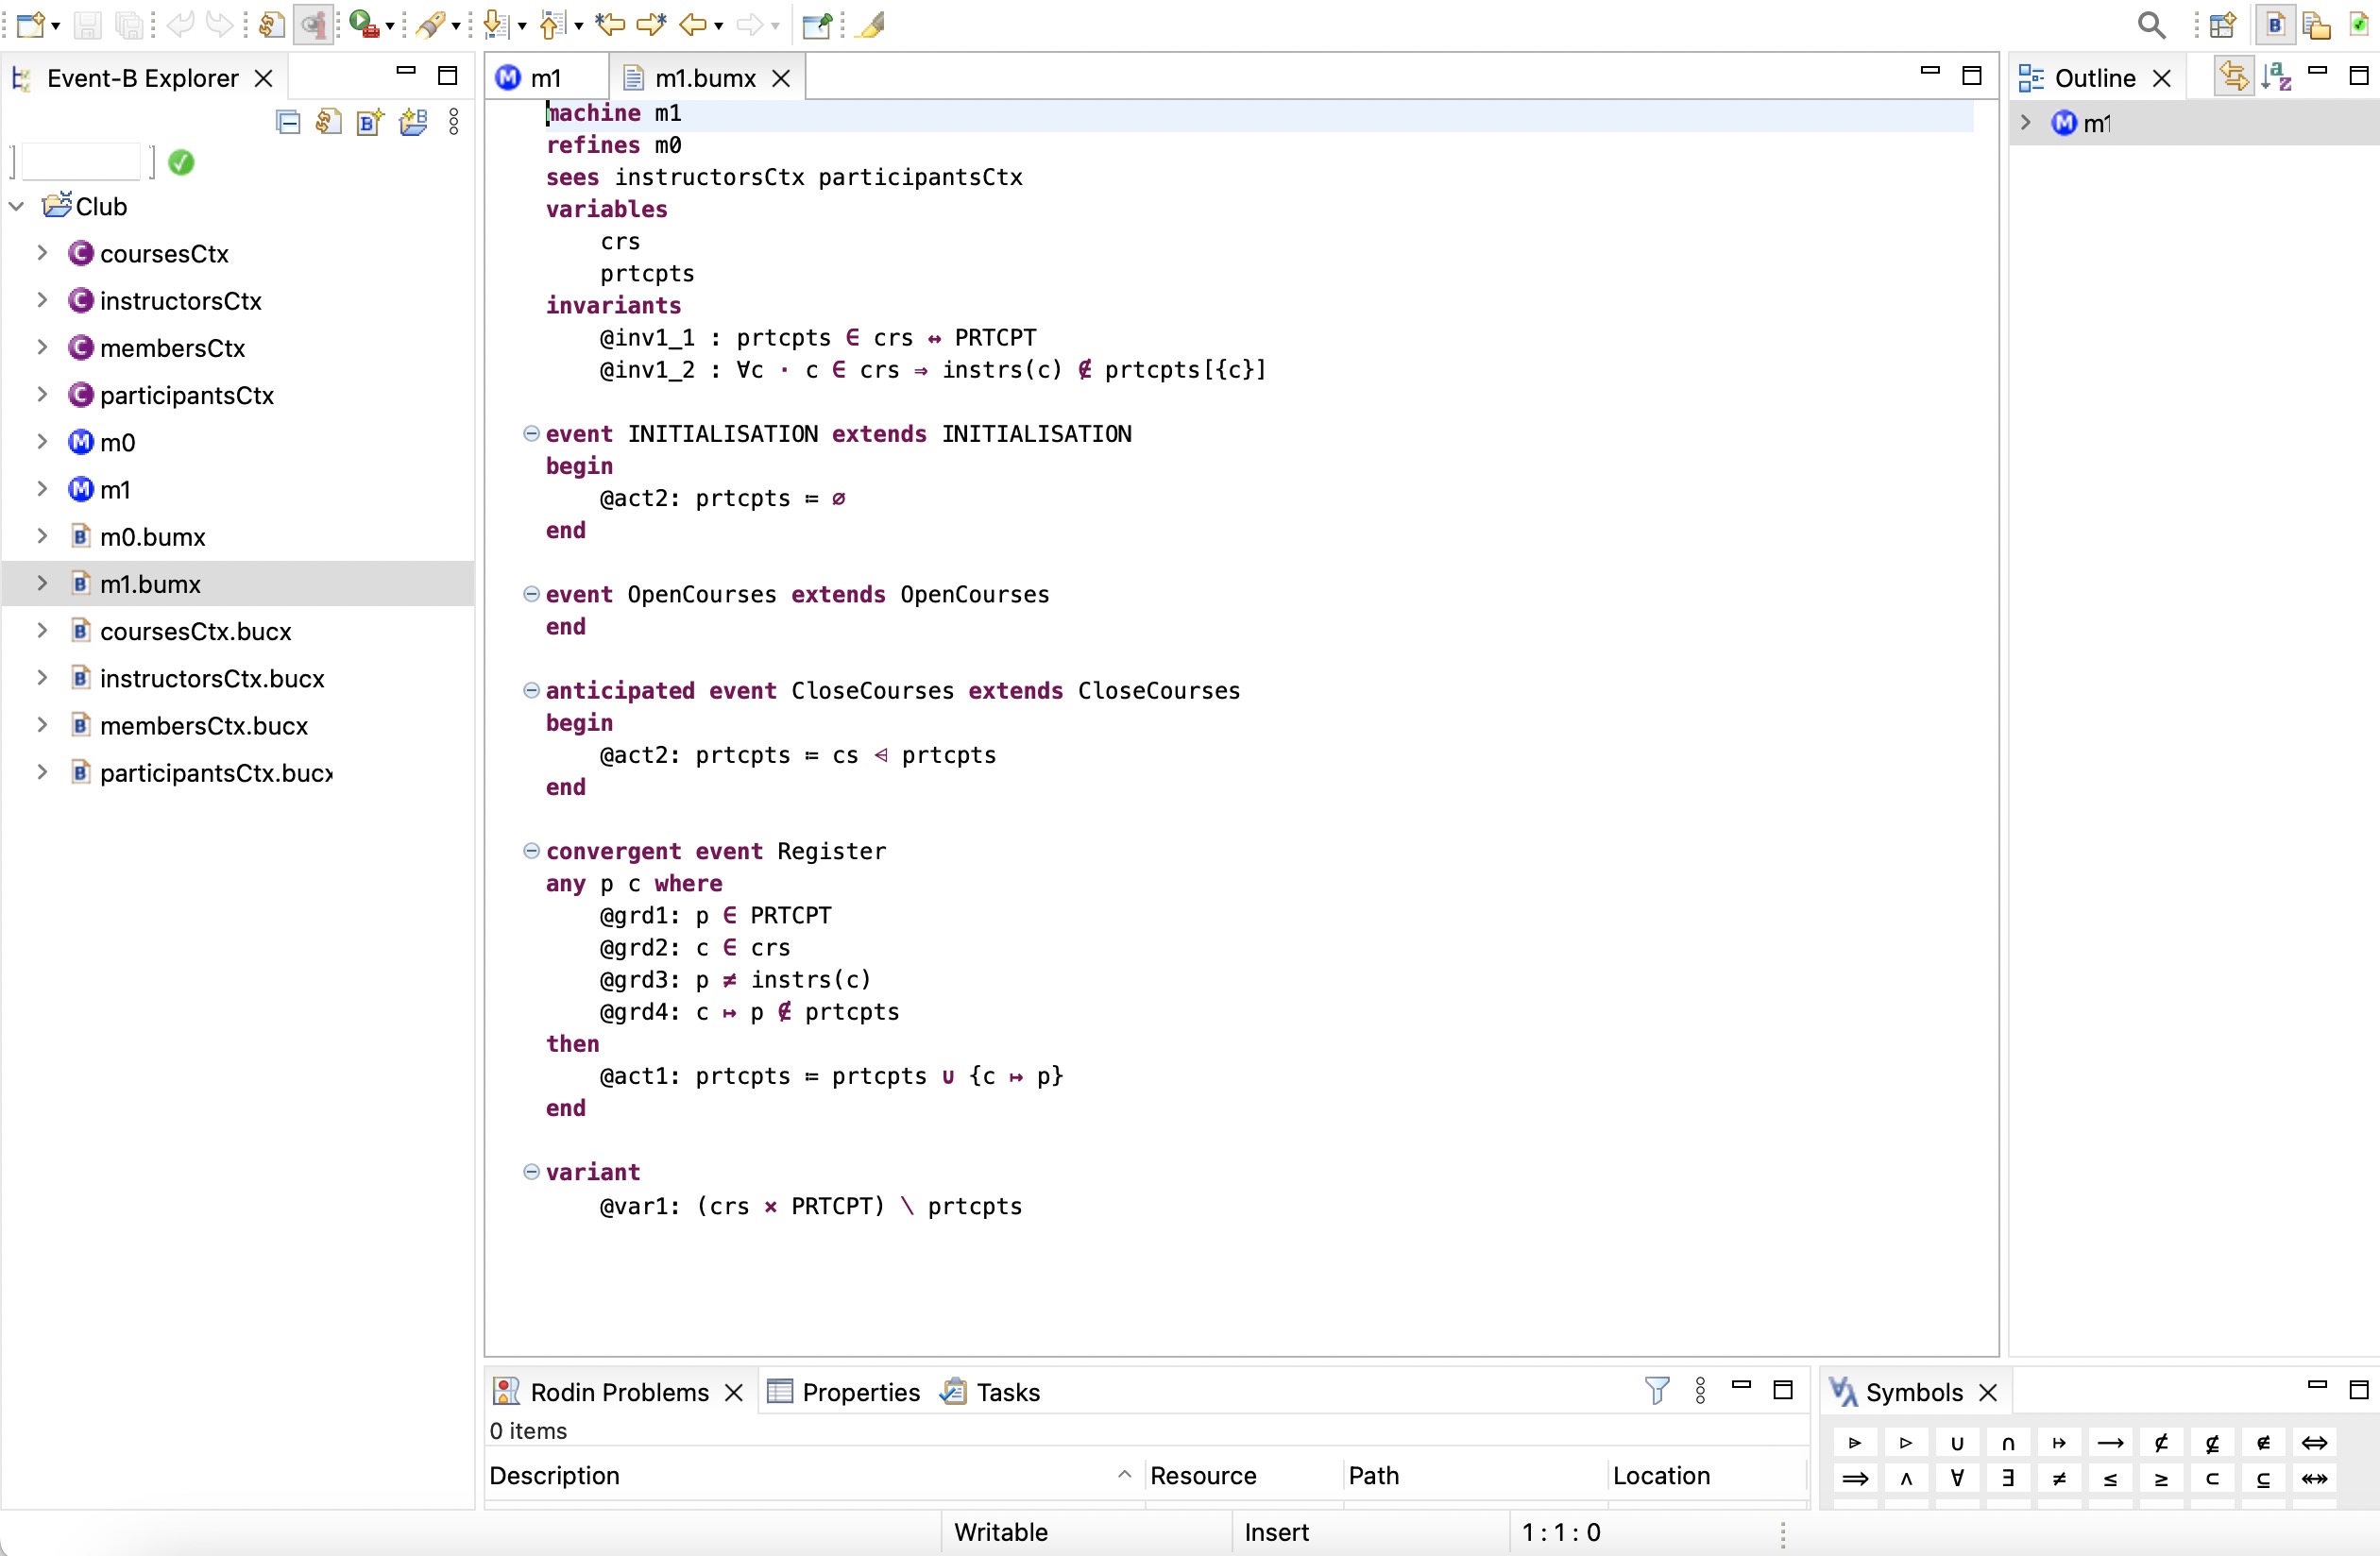 Event-B Explorer
Club
coursesCtx
instructorsCtx
membersCtx
participantsCtx
m0
m1
m0.bumx
m1.bumx
coursesCtx.bucx
instructorsCtx.bucx
membersCtx.bucx
participantsCtx.bucx
m1
m1.bumx
machine m1
refines m0
sees instructorsCtx participantsCtx
variables
crs
prtcpts
invariants
@inv1_1 : prtcpts ∈ crs ↔ PRTCPT
@inv1_2 : ∀c · c ∈ crs ⇒ instrs(c) ∉ prtcpts[{c}]
event INITIALISATION extends INITIALISATION
begin
@act2: prtcpts ≔ ∅
end
event OpenCourses extends OpenCourses
end
anticipated event CloseCourses extends CloseCourses
begin
@act2: prtcpts ≔ cs ⩤ prtcpts
end
convergent event Register
any p c where
@grd1: p ∈ PRTCPT
@grd2: c ∈ crs
@grd3: p ≠ instrs(c)
@grd4: c ↦ p ∉ prtcpts
then
@act1: prtcpts ≔ prtcpts ∪ {c ↦ p}
end
variant
@var1: (crs × PRTCPT) ∖ prtcpts
Outline
m1
Rodin Problems
Properties
Tasks
0 items
Description Resource Path Location
Symbols
⩥ ▷ ∪ ∩ ↦ → ⊄ ⊈ ∉ ⇔
⇒ ∧ ∀ ∃ ≠ ≤ ≥ ⊂ ⊆
Writable
Insert
1 : 1 : 0